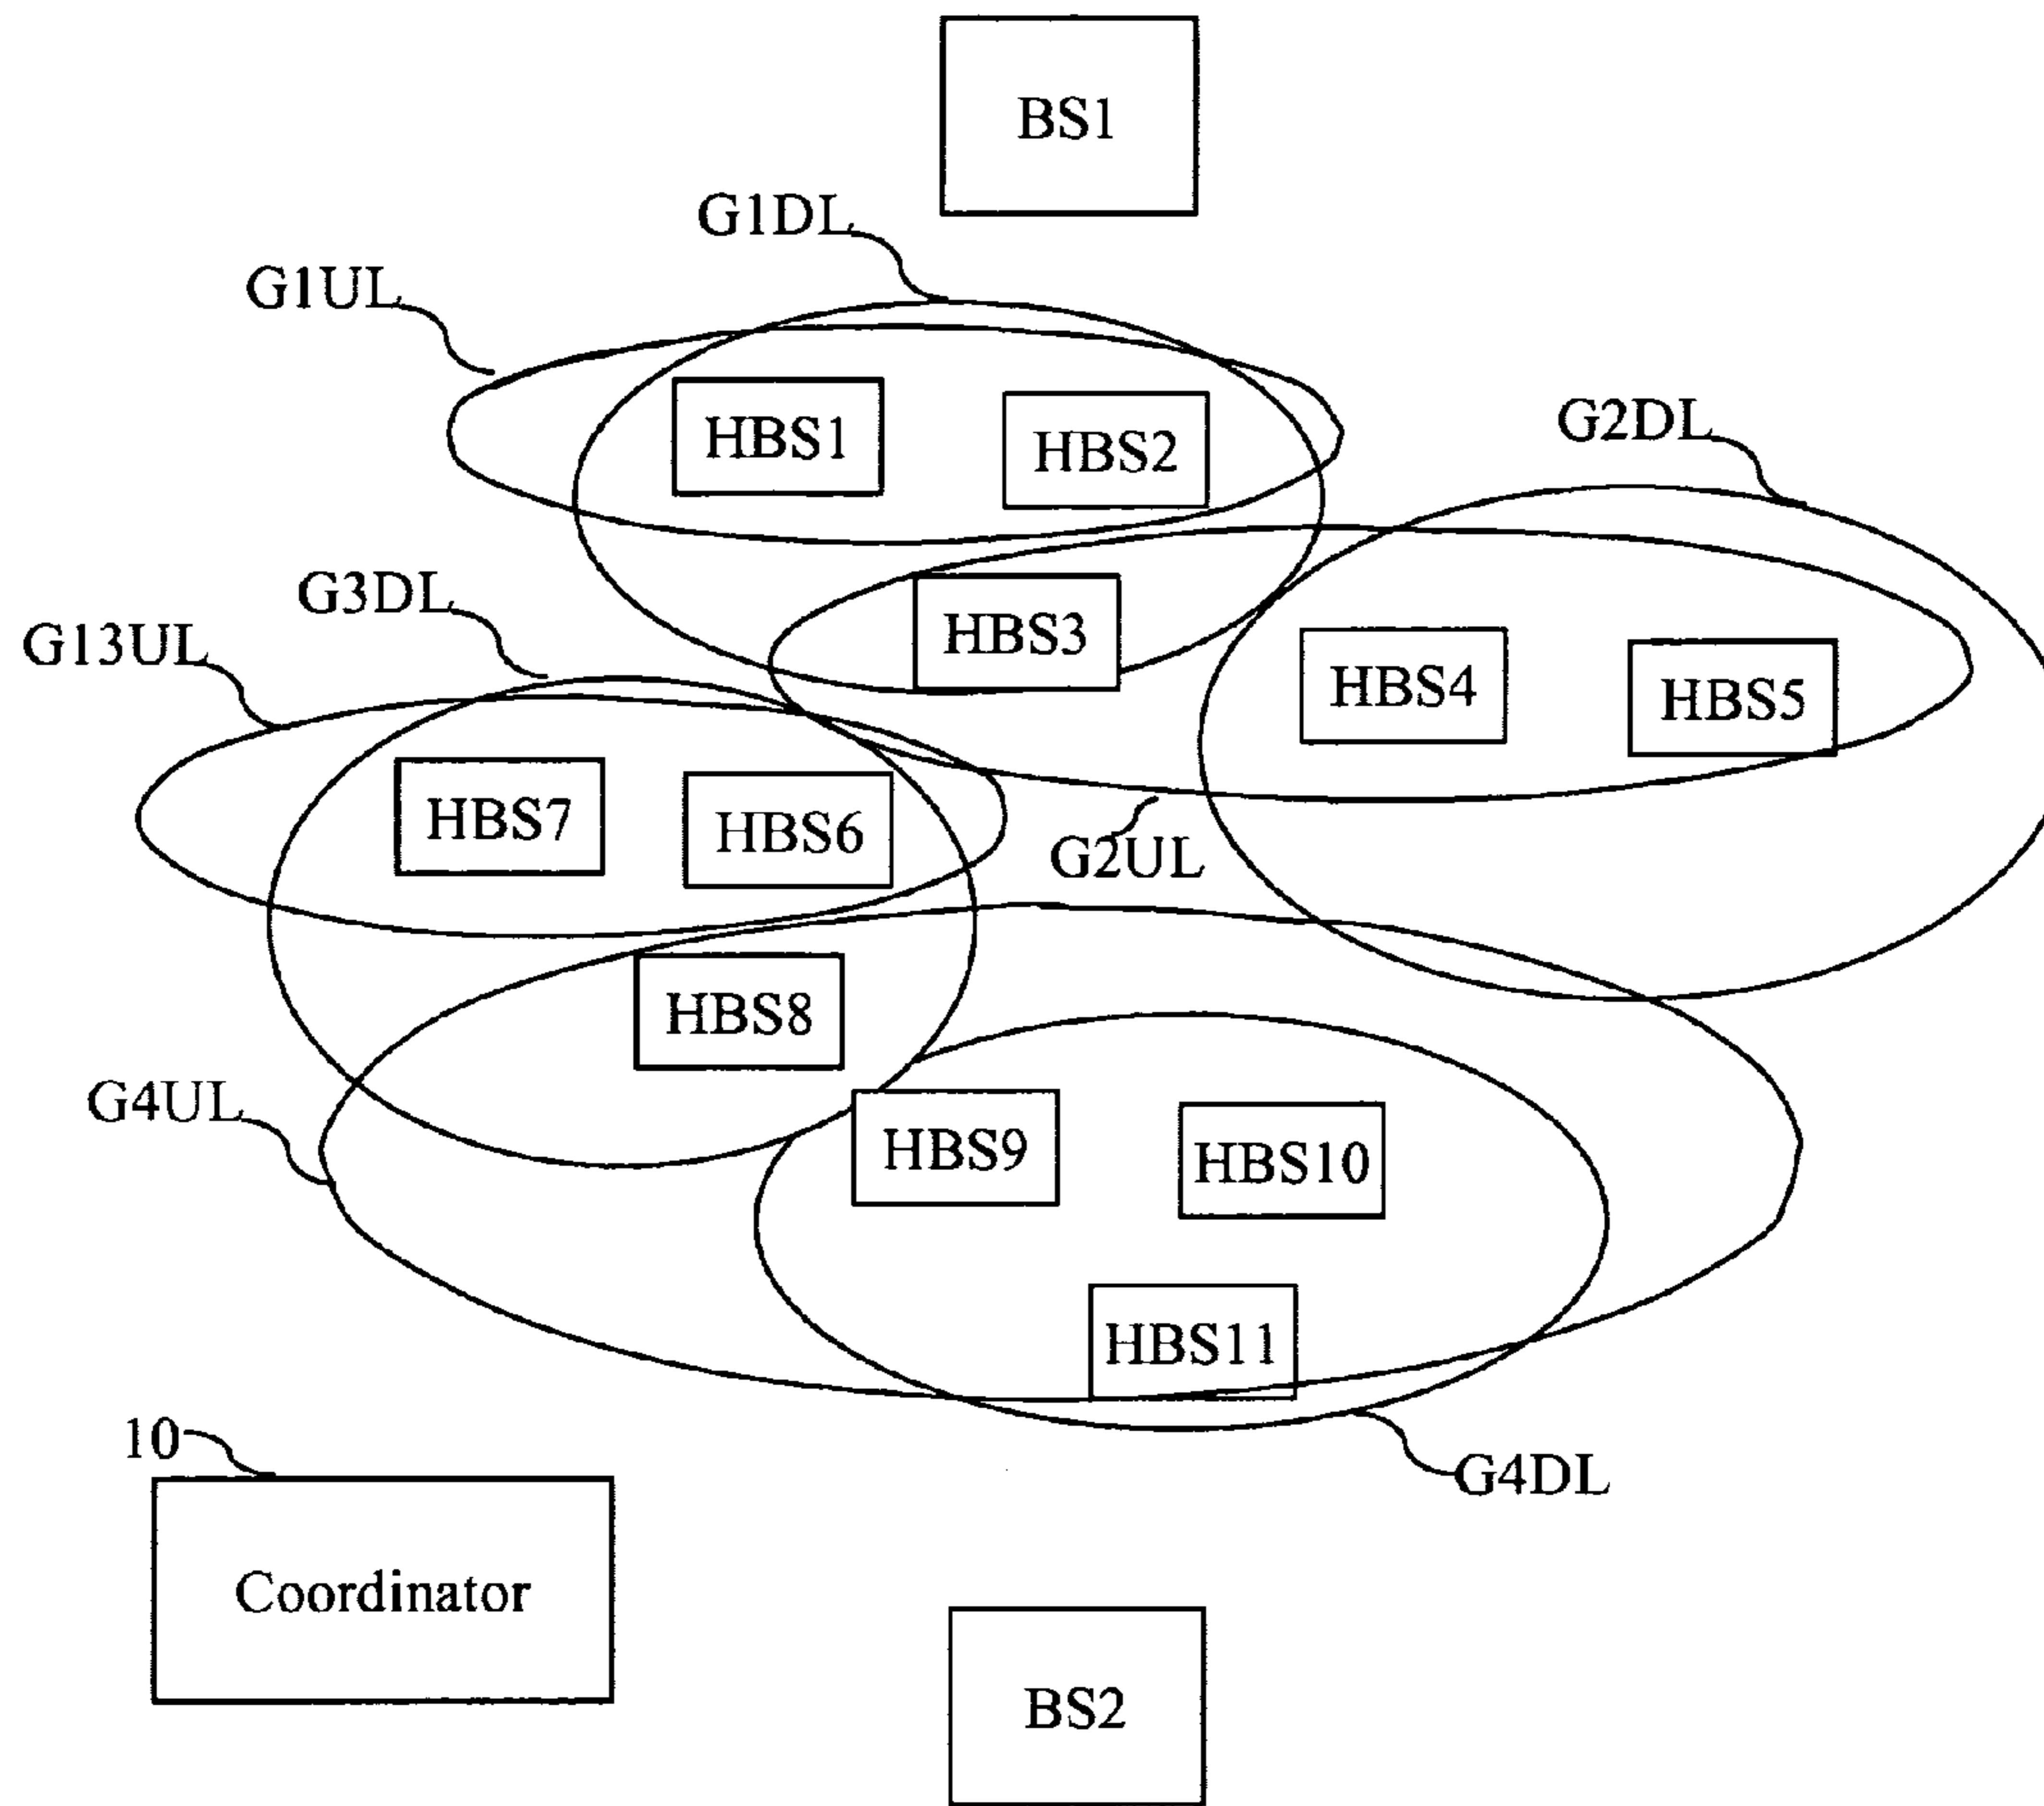 BS1
G1DL
G1UL
HBS1
HBS2
G2DL
G3DL
HBS3
G13UL
HBS4
HBS5
HBS7
HBS6
G2UL
HBS8
G4UL
HBS9
HBS10
HBS11
10
G4DL
Coordinator
BS2